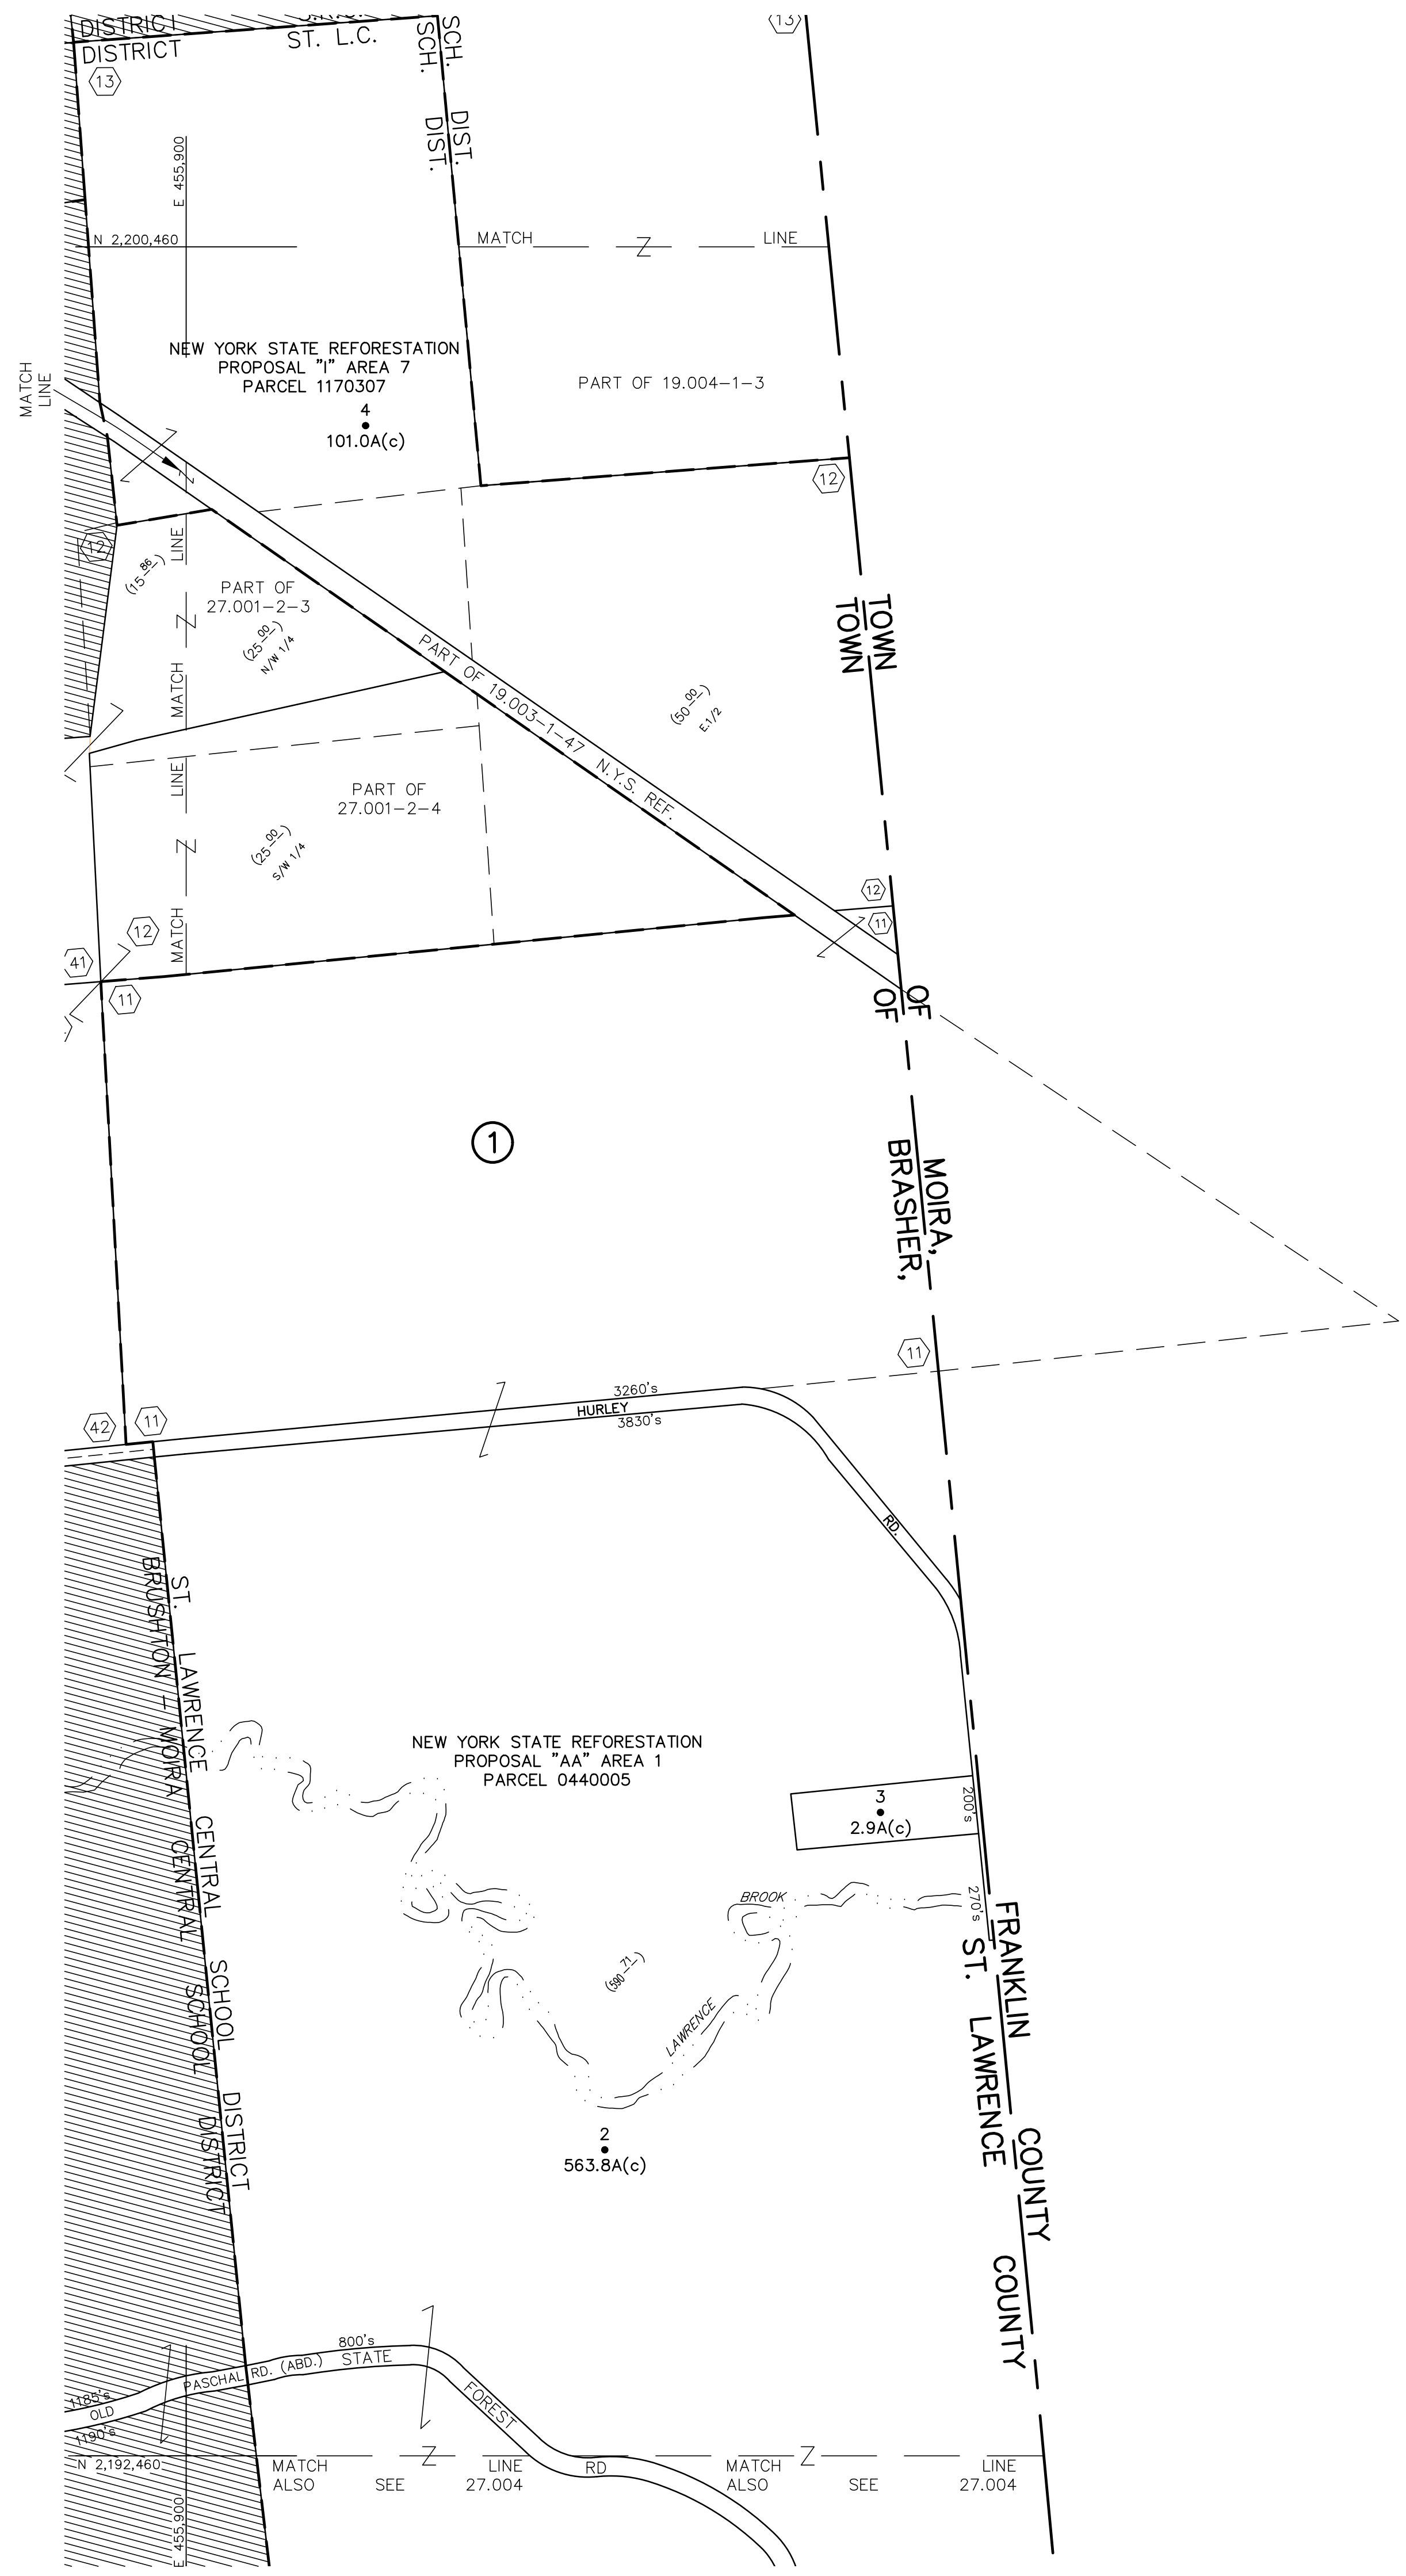 DISTRICT
DISTRICT
ST. L.C.
SCH. DIST.
SCH. DIST.
13
13
E 455,900
N 2,200,460
MATCH Z LINE
MATCH
LINE
NEW YORK STATE REFORESTATION
PROPOSAL "I" AREA 7
PARCEL 1170307
4
101.0A(c)
PART OF 19.004-1-3
12
Z
12
(15 86)
LINE
Z
MATCH
PART OF
27.001-2-3
(25 00)
N/W 1/4
PART OF 19.003-1-47 N.Y.S. REF.
(50 00)
E.1/2
TOWN
TOWN
LINE
Z
MATCH
PART OF
27.001-2-4
(25 00)
S/W 1/4
12
11
12
41
11
OF
OF
1
MOIRA,
BRASHER,
11
42
11
3260's
HURLEY
3830's
RD.
ST. LAWRENCE CENTRAL SCHOOL DISTRICT
BRUSHTON - MOIRA CENTRAL SCHOOL DISTRICT
NEW YORK STATE REFORESTATION
PROPOSAL "AA" AREA 1
PARCEL 0440005
3
2.9A(c)
200's
270's
BROOK
LAWRENCE
(590 71)
FRANKLIN COUNTY
ST. LAWRENCE COUNTY
2
563.8A(c)
800's
PASCHAL RD. (ABD.) STATE
FOREST
1185's
OLD
1190's
N 2,192,460
E 455,900
MATCH Z LINE
ALSO SEE 27.004
RD
MATCH Z LINE
ALSO SEE 27.004